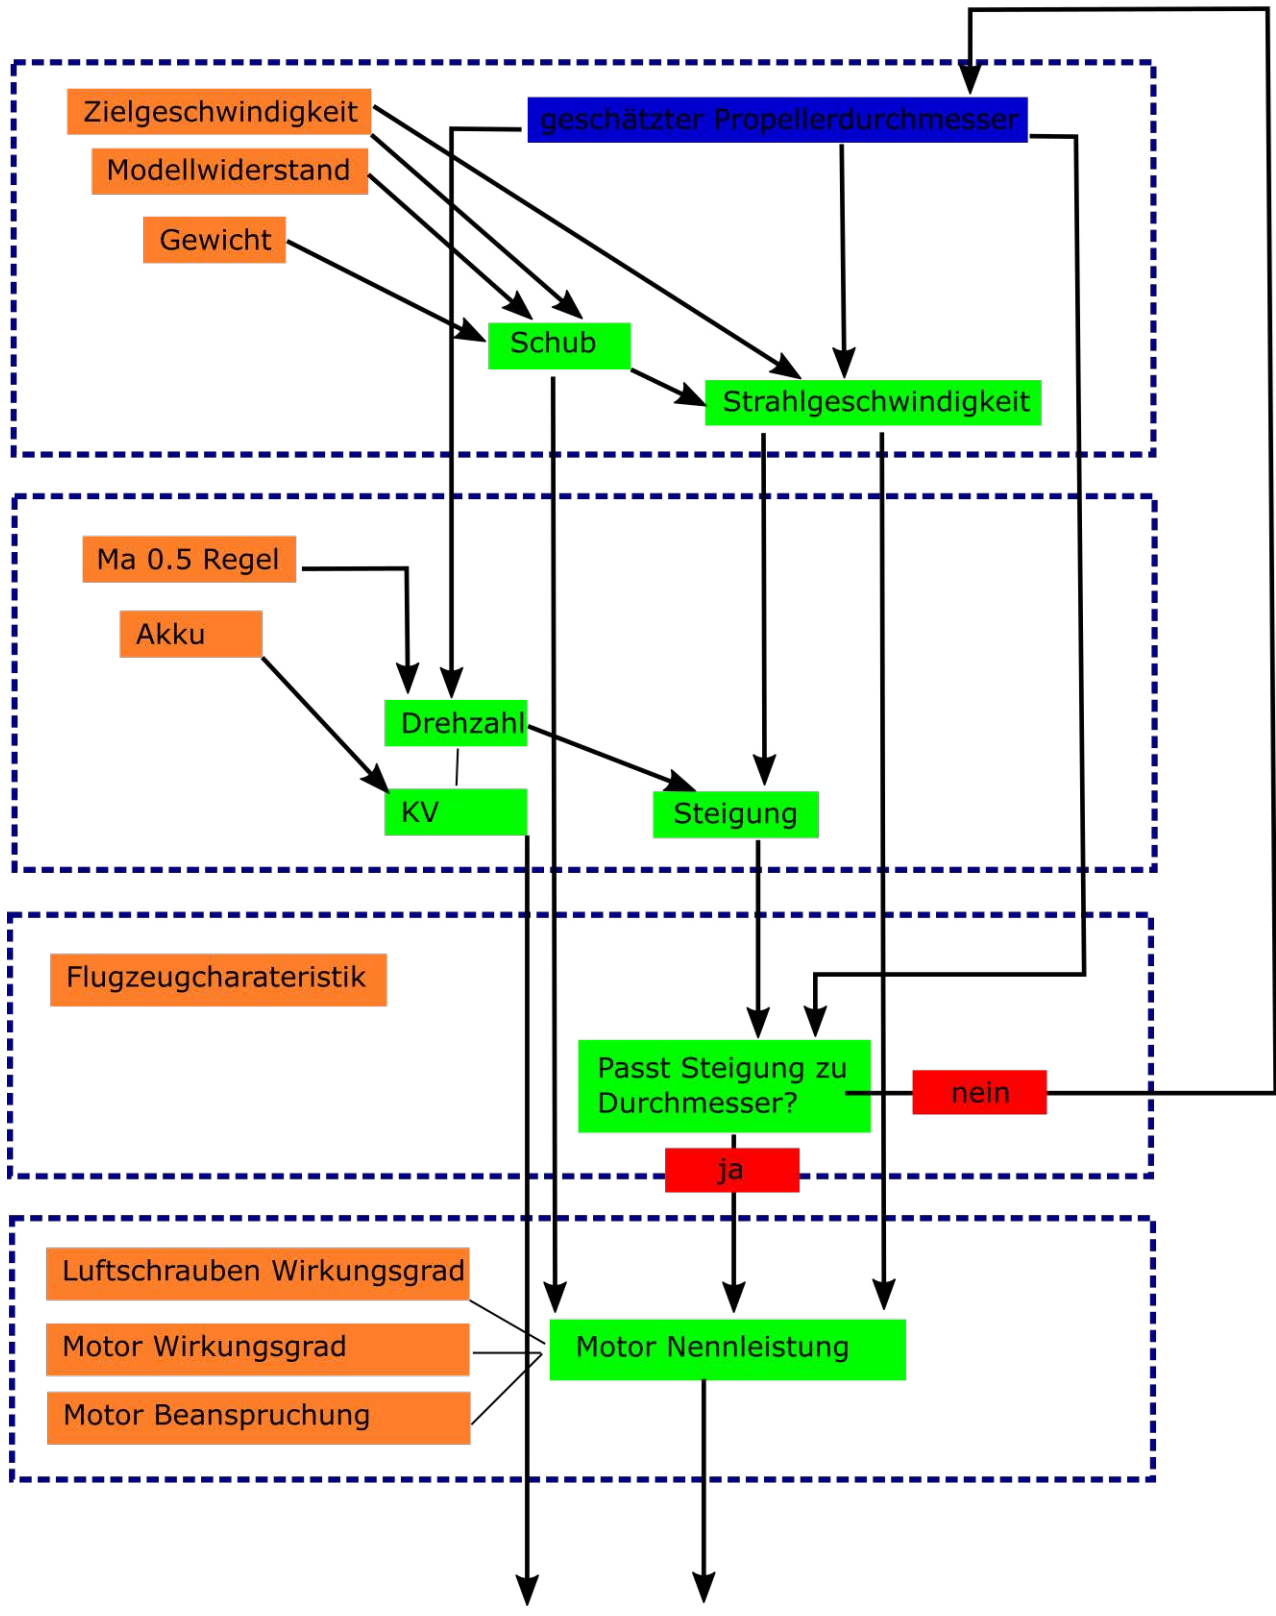 Zielgeschwindigkeit
geschätzter Propellerdurchmesser
Modellwiderstand
Gewicht
Schub
Strahlgeschwindigkeit
Ma 0.5 Regel
Akku
Drehzahl
KV
Steigung
Flugzeugcharateristik
Passt Steigung zu
Durchmesser?
nein
ja
Luftschrauben Wirkungsgrad
Motor Wirkungsgrad
Motor Nennleistung
Motor Beanspruchung